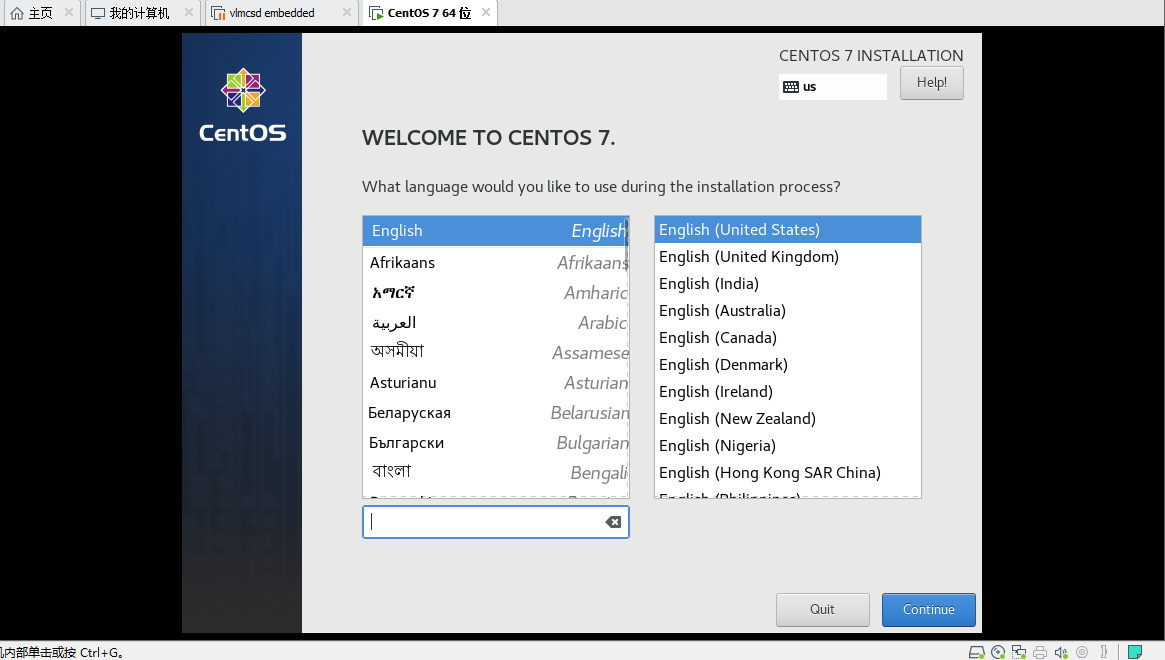 主页 我的计算机 vlmcsd embedded CentOS 7 64 位
CENTOS 7 INSTALLATION
us Help!
CentOS
WELCOME TO CENTOS 7.
What language would you like to use during the installation process?
English English
Afrikaans Afrikaans
አማርኛ Amharic
العربية Arabic
অসমীয়া Assamese
Asturianu Asturian
Беларуская Belarusian
Български Bulgarian
বাংলা Bengali
English (United States)
English (United Kingdom)
English (India)
English (Australia)
English (Canada)
English (Denmark)
English (Ireland)
English (New Zealand)
English (Nigeria)
English (Hong Kong SAR China)
English (Philippines)
Quit Continue
机内部单击或按 Ctrl+G。